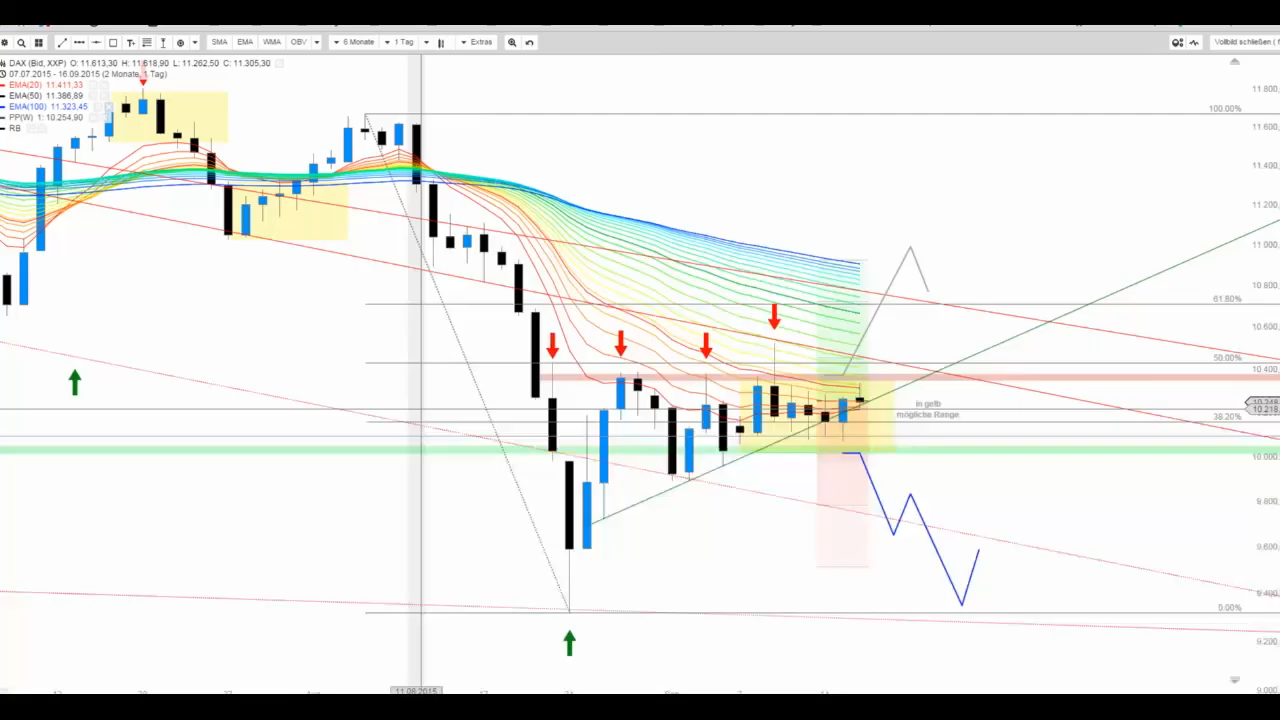 SMA EMA WMA OBV 6 Monate 1 Tag Extras Vollbild schließen (
DAX (Bid, XXP) O: 11.613,30 H: 11.618,90 L: 11.262,50 C: 11.305,30
07.07.2015 - 16.09.2015 (2 Monate, 1 Tag)
EMA(20) 11.411,33
EMA(50) 11.386,89
EMA(100) 11.323,45
PP(W) 1: 10.254,90
RB
11.800
100.00%
11.600
11.400
11.200
11.000
10.800
61.80%
10.600
50.00%
10.400
in gelb
mögliche Range
10.248
10.218
38.20%
10.000
9.800
9.600
9.400
0.00%
9.200
9.000
11.08.2015